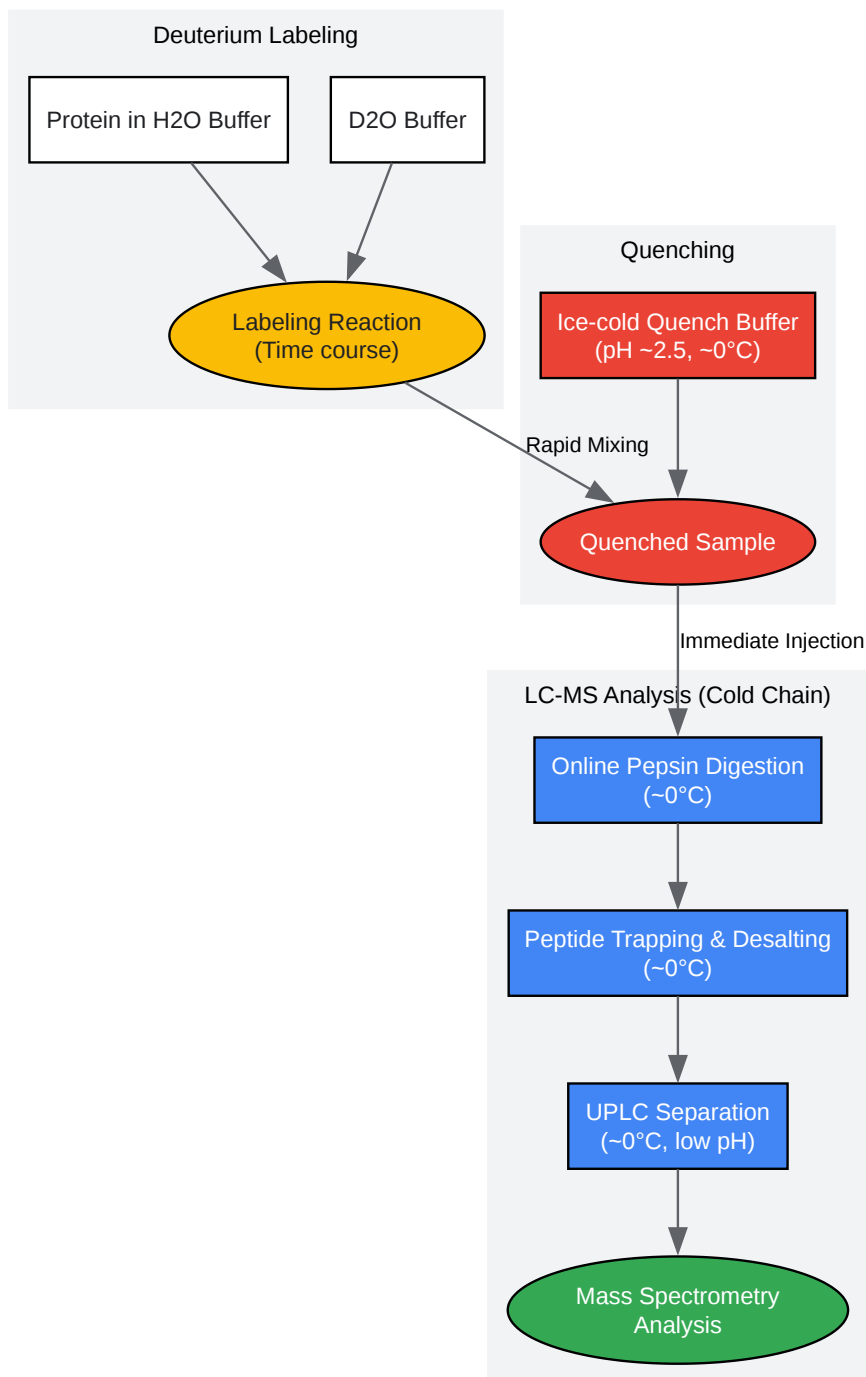 Deuterium Labeling
Protein in H2O Buffer
D2O Buffer
Labeling Reaction
(Time course)
Quenching
Ice-cold Quench Buffer
(pH ~2.5, ~0°C)
Rapid Mixing
Quenched Sample
Immediate Injection
LC-MS Analysis (Cold Chain)
Online Pepsin Digestion
(~0°C)
Peptide Trapping & Desalting
(~0°C)
UPLC Separation
(~0°C, low pH)
Mass Spectrometry
Analysis